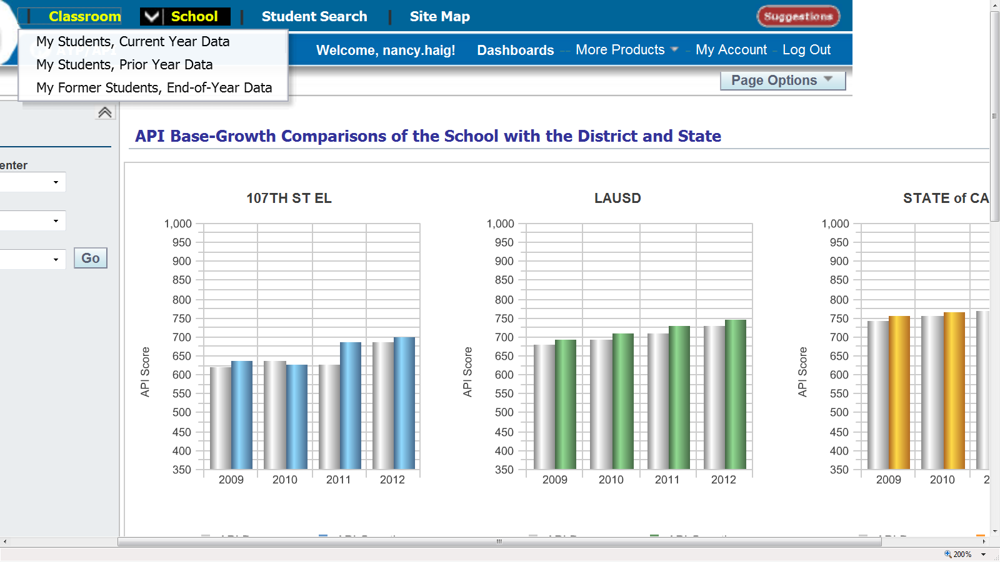 Classroom | School | Student Search | Site Map
Suggestions
My Students, Current Year Data
My Students, Prior Year Data
My Former Students, End-of-Year Data
Welcome, nancy.haig! Dashboards More Products My Account Log Out
Page Options
API Base-Growth Comparisons of the School with the District and State
enter
Go
107TH ST EL
1,000
950
900
850
800
750
700
650
600
550
500
450
400
350
API Score
2009 2010 2011 2012
LAUSD
1,000
950
900
850
800
750
700
650
600
550
500
450
400
350
API Score
2009 2010 2011 2012
STATE of CA
1,000
950
900
850
800
750
700
650
600
550
500
450
400
350
API Score
2009 2010 2
200%